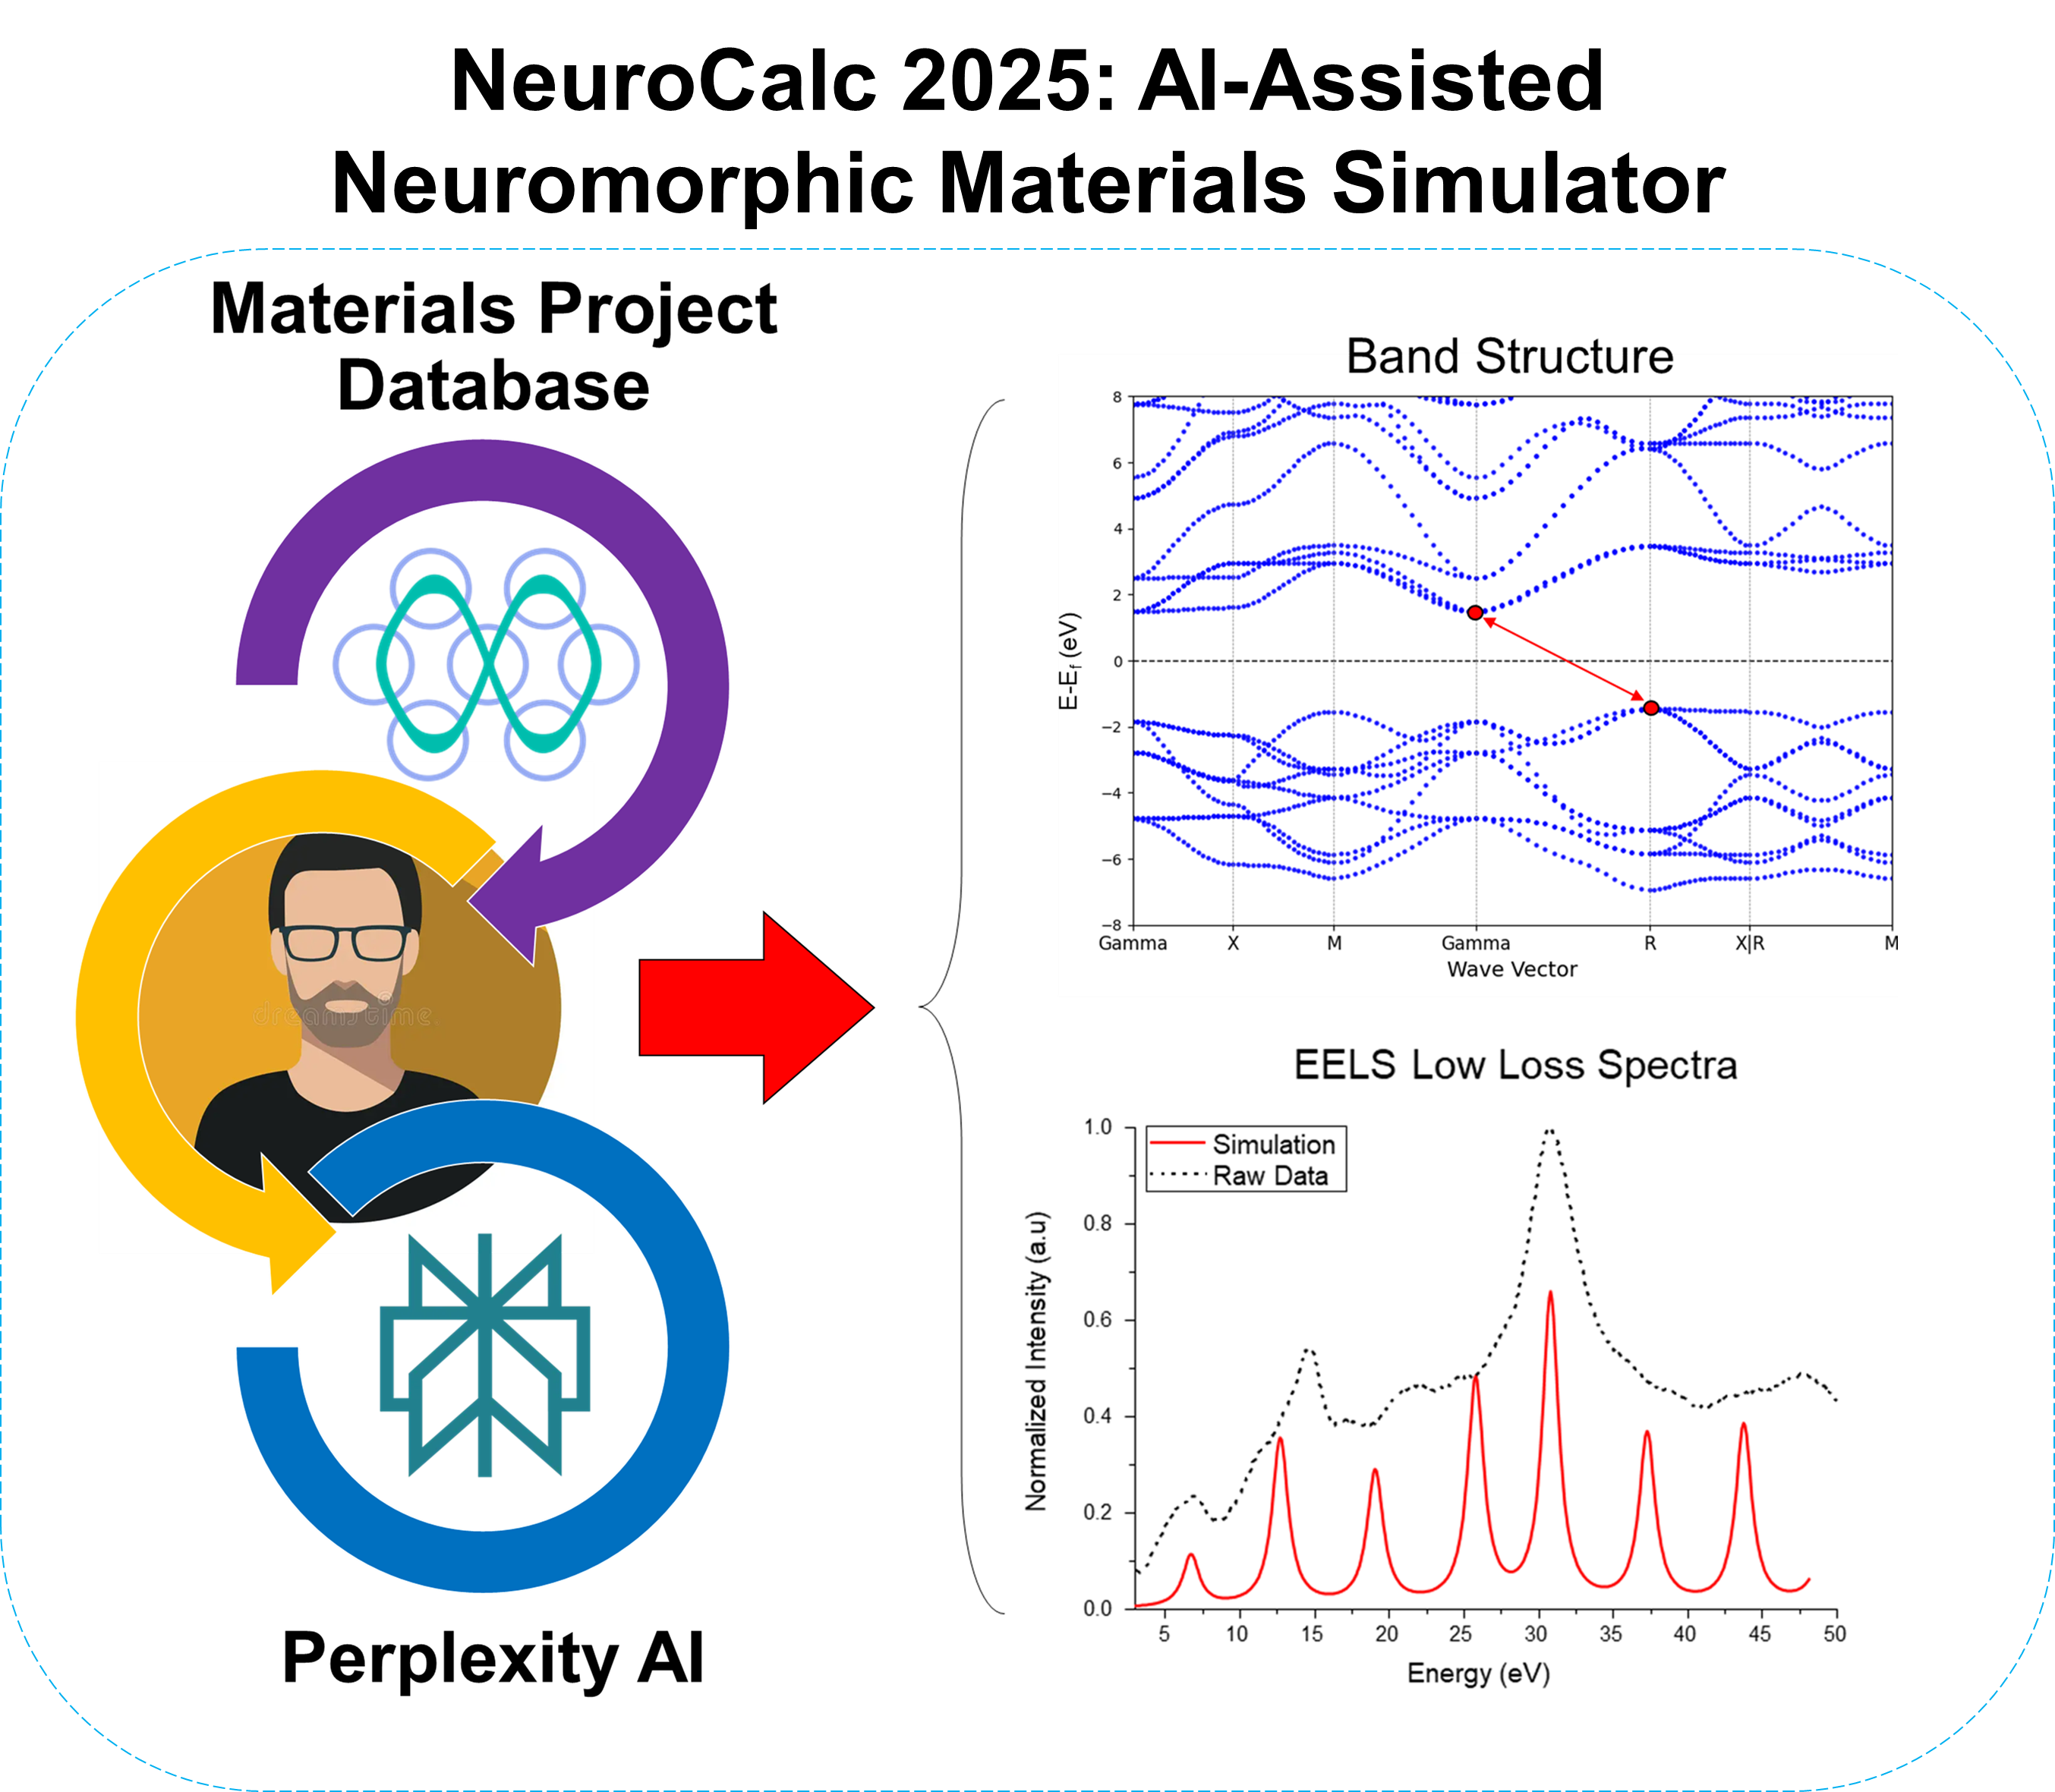 NeuroCalc 2025: AI-Assisted
Neuromorphic Materials Simulator
Materials Project
Database
dreamstime
Perplexity AI
Band Structure
8
6
4
2
0
−2
−4
−6
−8
E-Ef (eV)
Gamma X M Gamma R X|R M
Wave Vector
EELS Low Loss Spectra
Simulation
Raw Data
1.0
0.8
0.6
0.4
0.2
0.0
Normalized Intensity (a.u)
5 10 15 20 25 30 35 40 45 50
Energy (eV)